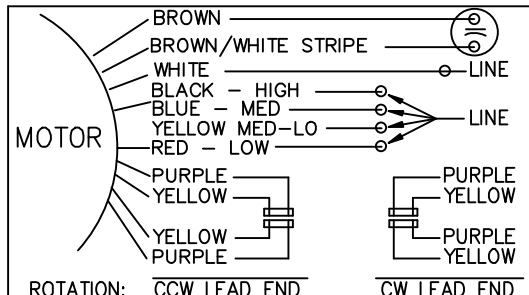 BROWN
BROWN/WHITE STRIPE
WHITE
LINE
BLACK - HIGH
BLUE - MED
LINE
YELLOW MED-LO
MOTOR
RED - LOW
PURPLE
PURPLE
YELLOW
YELLOW
YELLOW
PURPLE
PURPLE
YELLOW
ROTATION: CCW LEAD END CW LEAD END